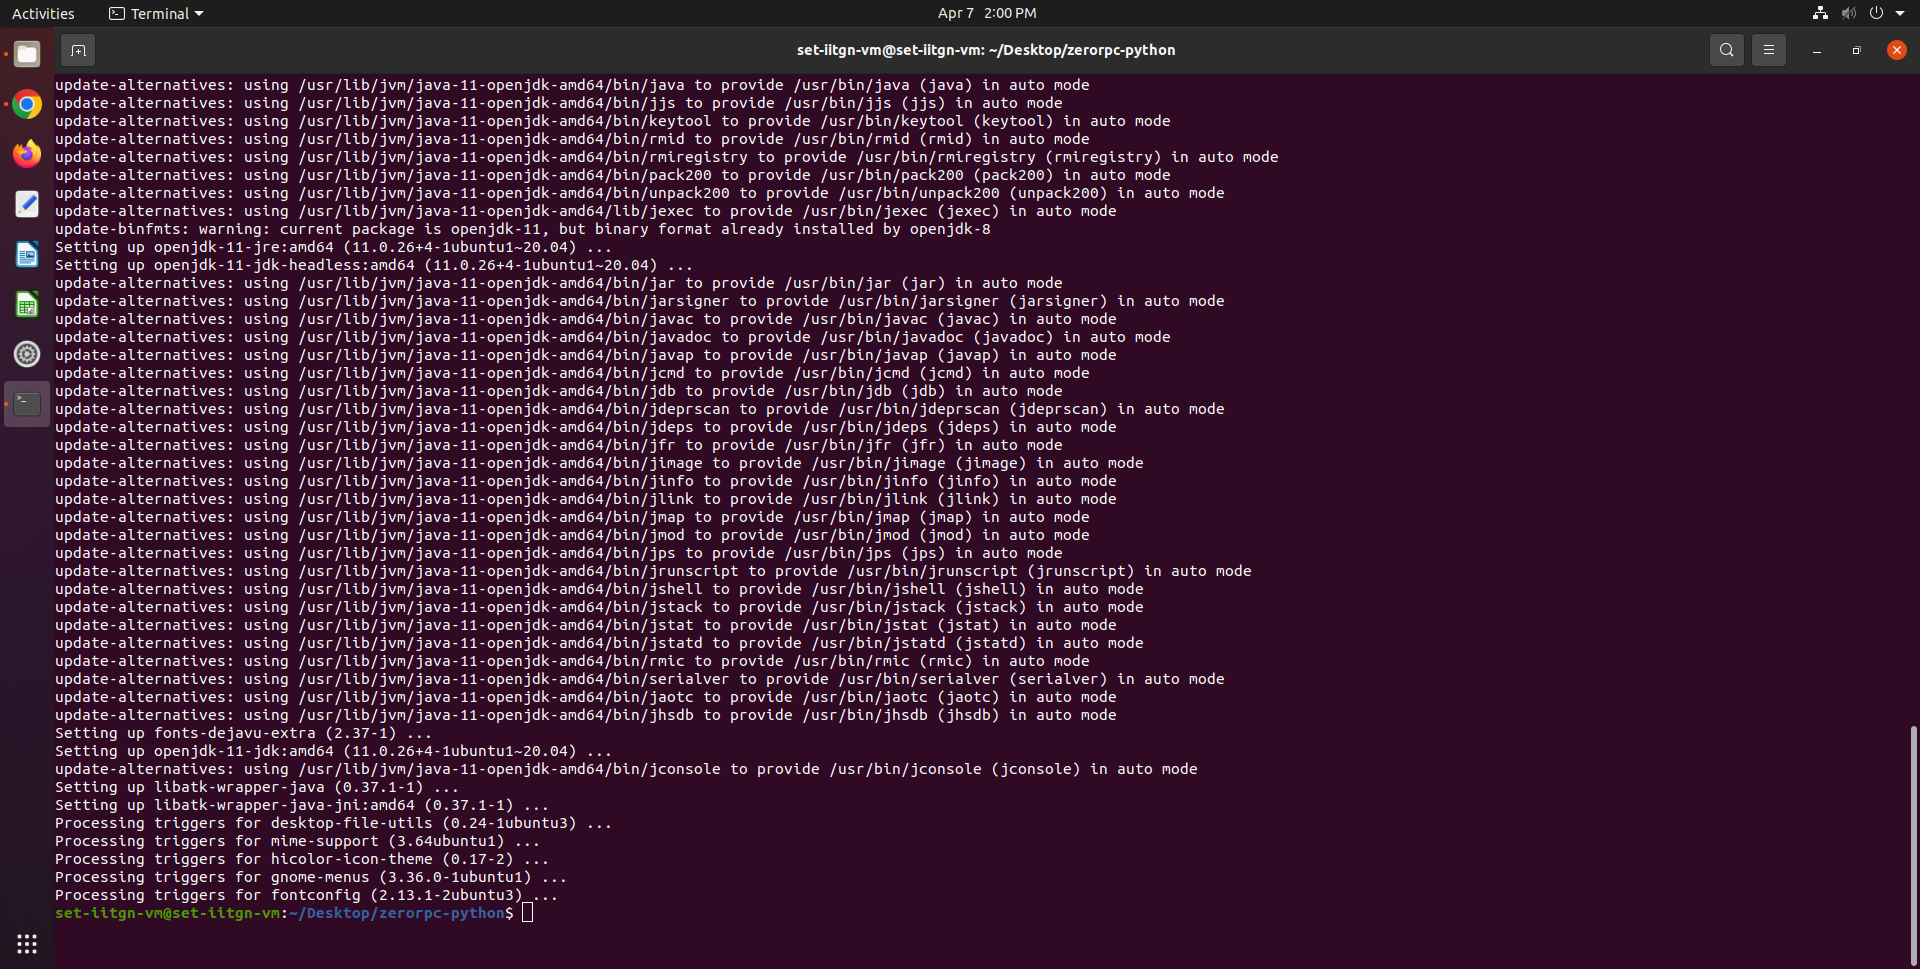 Activities
Terminal
Apr 7 2:00 PM
set-iitgn-vm@set-iitgn-vm: ~/Desktop/zerorpc-python
update-alternatives: using /usr/lib/jvm/java-11-openjdk-amd64/bin/java to provide /usr/bin/java (java) in auto mode
update-alternatives: using /usr/lib/jvm/java-11-openjdk-amd64/bin/jjs to provide /usr/bin/jjs (jjs) in auto mode
update-alternatives: using /usr/lib/jvm/java-11-openjdk-amd64/bin/keytool to provide /usr/bin/keytool (keytool) in auto mode
update-alternatives: using /usr/lib/jvm/java-11-openjdk-amd64/bin/rmid to provide /usr/bin/rmid (rmid) in auto mode
update-alternatives: using /usr/lib/jvm/java-11-openjdk-amd64/bin/rmiregistry to provide /usr/bin/rmiregistry (rmiregistry) in auto mode
update-alternatives: using /usr/lib/jvm/java-11-openjdk-amd64/bin/pack200 to provide /usr/bin/pack200 (pack200) in auto mode
update-alternatives: using /usr/lib/jvm/java-11-openjdk-amd64/bin/unpack200 to provide /usr/bin/unpack200 (unpack200) in auto mode
update-alternatives: using /usr/lib/jvm/java-11-openjdk-amd64/lib/jexec to provide /usr/bin/jexec (jexec) in auto mode
update-binfmts: warning: current package is openjdk-11, but binary format already installed by openjdk-8
Setting up openjdk-11-jre:amd64 (11.0.26+4-1ubuntu1~20.04) ...
Setting up openjdk-11-jdk-headless:amd64 (11.0.26+4-1ubuntu1~20.04) ...
update-alternatives: using /usr/lib/jvm/java-11-openjdk-amd64/bin/jar to provide /usr/bin/jar (jar) in auto mode
update-alternatives: using /usr/lib/jvm/java-11-openjdk-amd64/bin/jarsigner to provide /usr/bin/jarsigner (jarsigner) in auto mode
update-alternatives: using /usr/lib/jvm/java-11-openjdk-amd64/bin/javac to provide /usr/bin/javac (javac) in auto mode
update-alternatives: using /usr/lib/jvm/java-11-openjdk-amd64/bin/javadoc to provide /usr/bin/javadoc (javadoc) in auto mode
update-alternatives: using /usr/lib/jvm/java-11-openjdk-amd64/bin/javap to provide /usr/bin/javap (javap) in auto mode
update-alternatives: using /usr/lib/jvm/java-11-openjdk-amd64/bin/jcmd to provide /usr/bin/jcmd (jcmd) in auto mode
update-alternatives: using /usr/lib/jvm/java-11-openjdk-amd64/bin/jdb to provide /usr/bin/jdb (jdb) in auto mode
update-alternatives: using /usr/lib/jvm/java-11-openjdk-amd64/bin/jdeprscan to provide /usr/bin/jdeprscan (jdeprscan) in auto mode
update-alternatives: using /usr/lib/jvm/java-11-openjdk-amd64/bin/jdeps to provide /usr/bin/jdeps (jdeps) in auto mode
update-alternatives: using /usr/lib/jvm/java-11-openjdk-amd64/bin/jfr to provide /usr/bin/jfr (jfr) in auto mode
update-alternatives: using /usr/lib/jvm/java-11-openjdk-amd64/bin/jimage to provide /usr/bin/jimage (jimage) in auto mode
update-alternatives: using /usr/lib/jvm/java-11-openjdk-amd64/bin/jinfo to provide /usr/bin/jinfo (jinfo) in auto mode
update-alternatives: using /usr/lib/jvm/java-11-openjdk-amd64/bin/jlink to provide /usr/bin/jlink (jlink) in auto mode
update-alternatives: using /usr/lib/jvm/java-11-openjdk-amd64/bin/jmap to provide /usr/bin/jmap (jmap) in auto mode
update-alternatives: using /usr/lib/jvm/java-11-openjdk-amd64/bin/jmod to provide /usr/bin/jmod (jmod) in auto mode
update-alternatives: using /usr/lib/jvm/java-11-openjdk-amd64/bin/jps to provide /usr/bin/jps (jps) in auto mode
update-alternatives: using /usr/lib/jvm/java-11-openjdk-amd64/bin/jrunscript to provide /usr/bin/jrunscript (jrunscript) in auto mode
update-alternatives: using /usr/lib/jvm/java-11-openjdk-amd64/bin/jshell to provide /usr/bin/jshell (jshell) in auto mode
update-alternatives: using /usr/lib/jvm/java-11-openjdk-amd64/bin/jstack to provide /usr/bin/jstack (jstack) in auto mode
update-alternatives: using /usr/lib/jvm/java-11-openjdk-amd64/bin/jstat to provide /usr/bin/jstat (jstat) in auto mode
update-alternatives: using /usr/lib/jvm/java-11-openjdk-amd64/bin/jstatd to provide /usr/bin/jstatd (jstatd) in auto mode
update-alternatives: using /usr/lib/jvm/java-11-openjdk-amd64/bin/rmic to provide /usr/bin/rmic (rmic) in auto mode
update-alternatives: using /usr/lib/jvm/java-11-openjdk-amd64/bin/serialver to provide /usr/bin/serialver (serialver) in auto mode
update-alternatives: using /usr/lib/jvm/java-11-openjdk-amd64/bin/jaotc to provide /usr/bin/jaotc (jaotc) in auto mode
update-alternatives: using /usr/lib/jvm/java-11-openjdk-amd64/bin/jhsdb to provide /usr/bin/jhsdb (jhsdb) in auto mode
Setting up fonts-dejavu-extra (2.37-1) ...
Setting up openjdk-11-jdk:amd64 (11.0.26+4-1ubuntu1~20.04) ...
update-alternatives: using /usr/lib/jvm/java-11-openjdk-amd64/bin/jconsole to provide /usr/bin/jconsole (jconsole) in auto mode
Setting up libatk-wrapper-java (0.37.1-1) ...
Setting up libatk-wrapper-java-jni:amd64 (0.37.1-1) ...
Processing triggers for desktop-file-utils (0.24-1ubuntu3) ...
Processing triggers for mime-support (3.64ubuntu1) ...
Processing triggers for hicolor-icon-theme (0.17-2) ...
Processing triggers for gnome-menus (3.36.0-1ubuntu1) ...
Processing triggers for fontconfig (2.13.1-2ubuntu3) ...
set-iitgn-vm@set-iitgn-vm:~/Desktop/zerorpc-python$